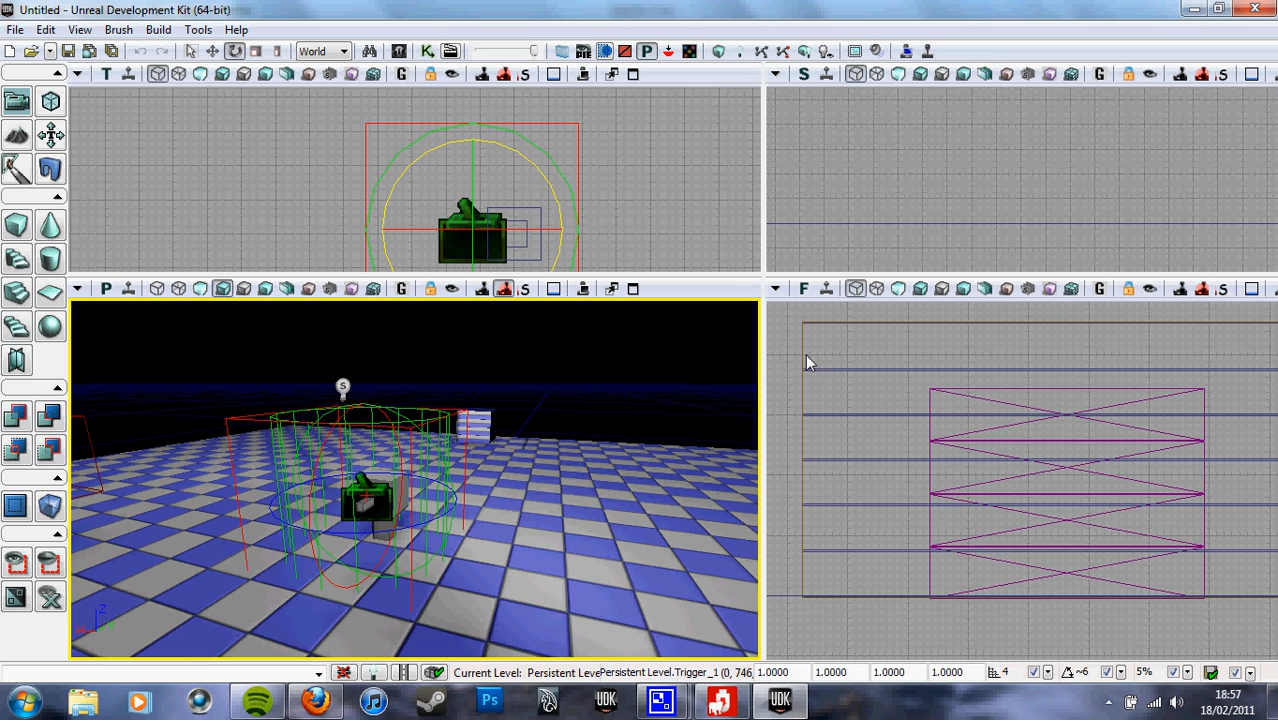 Untitled - Unreal Development Kit (64-bit)
File Edit View Brush Build Tools Help
World K P
T G S
S G S
P G S
F G S
S
Z
Current Level: Persistent Leve Persistent Level.Trigger_1 (0, 746, 1.0000 1.0000 1.0000 1.0000 4 ~6 5%
Ps UDK UDK
18:57
18/02/2011